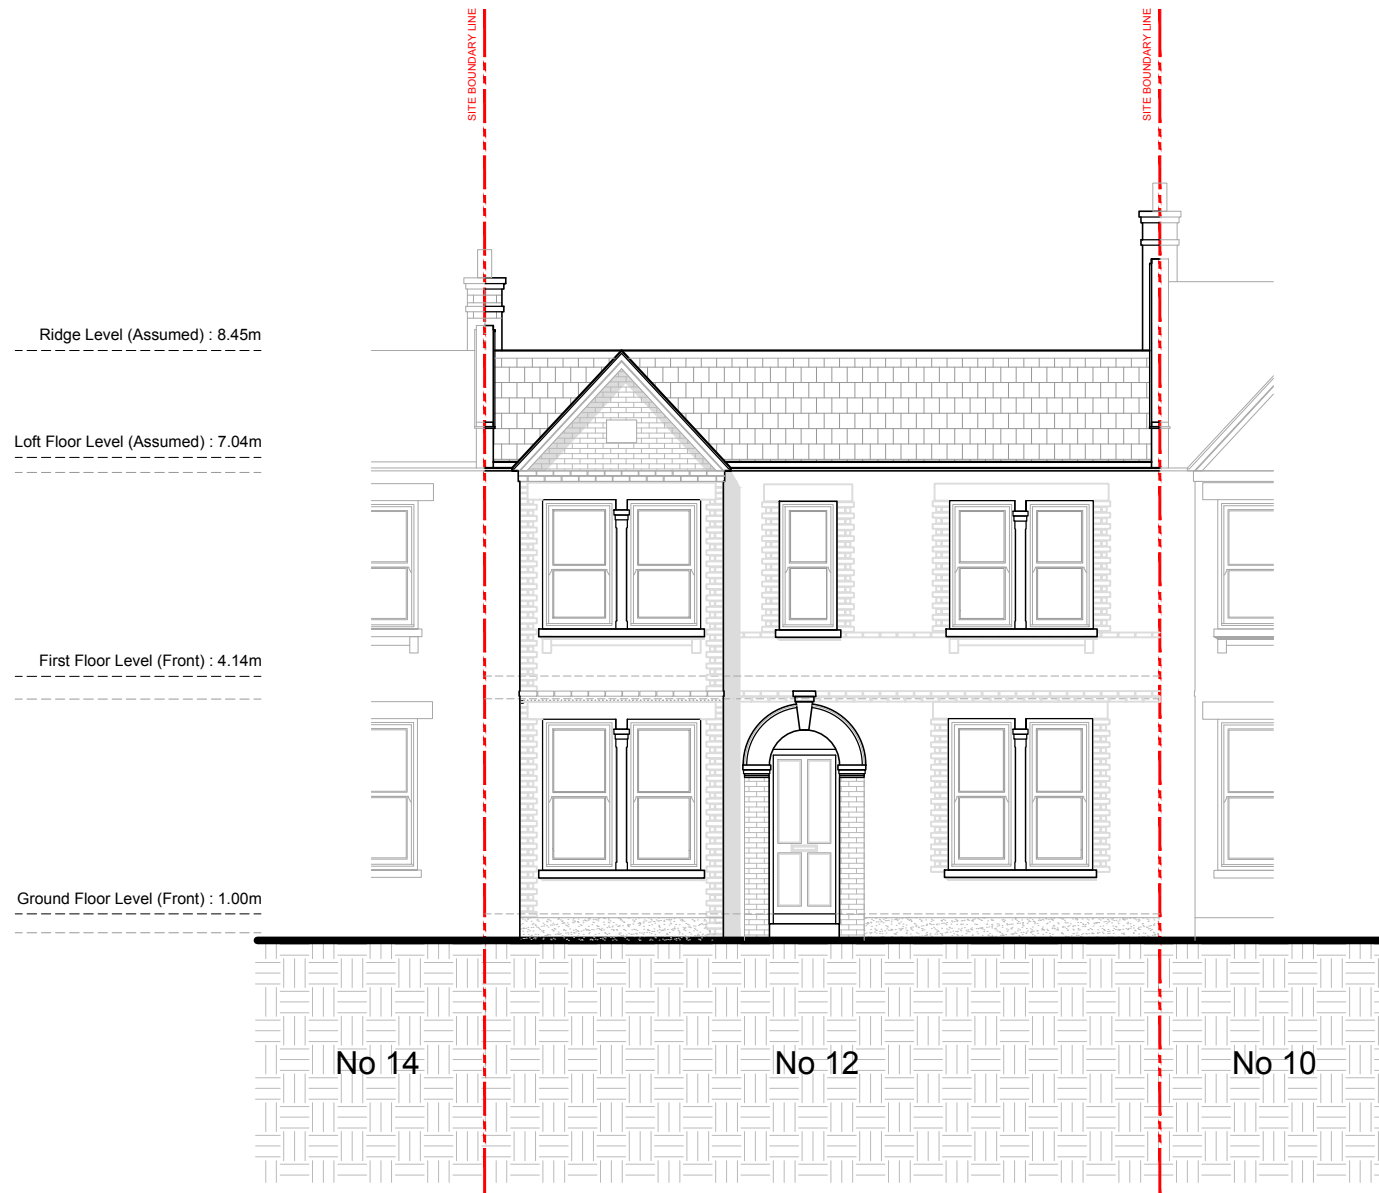 SITE BOUNDARY LINE
SITE BOUNDARY LINE
Ridge Level (Assumed) : 8.45m
Loft Floor Level (Assumed) : 7.04m
First Floor Level (Front) : 4.14m
Ground Floor Level (Front) : 1.00m
No 14
No 12
No 10